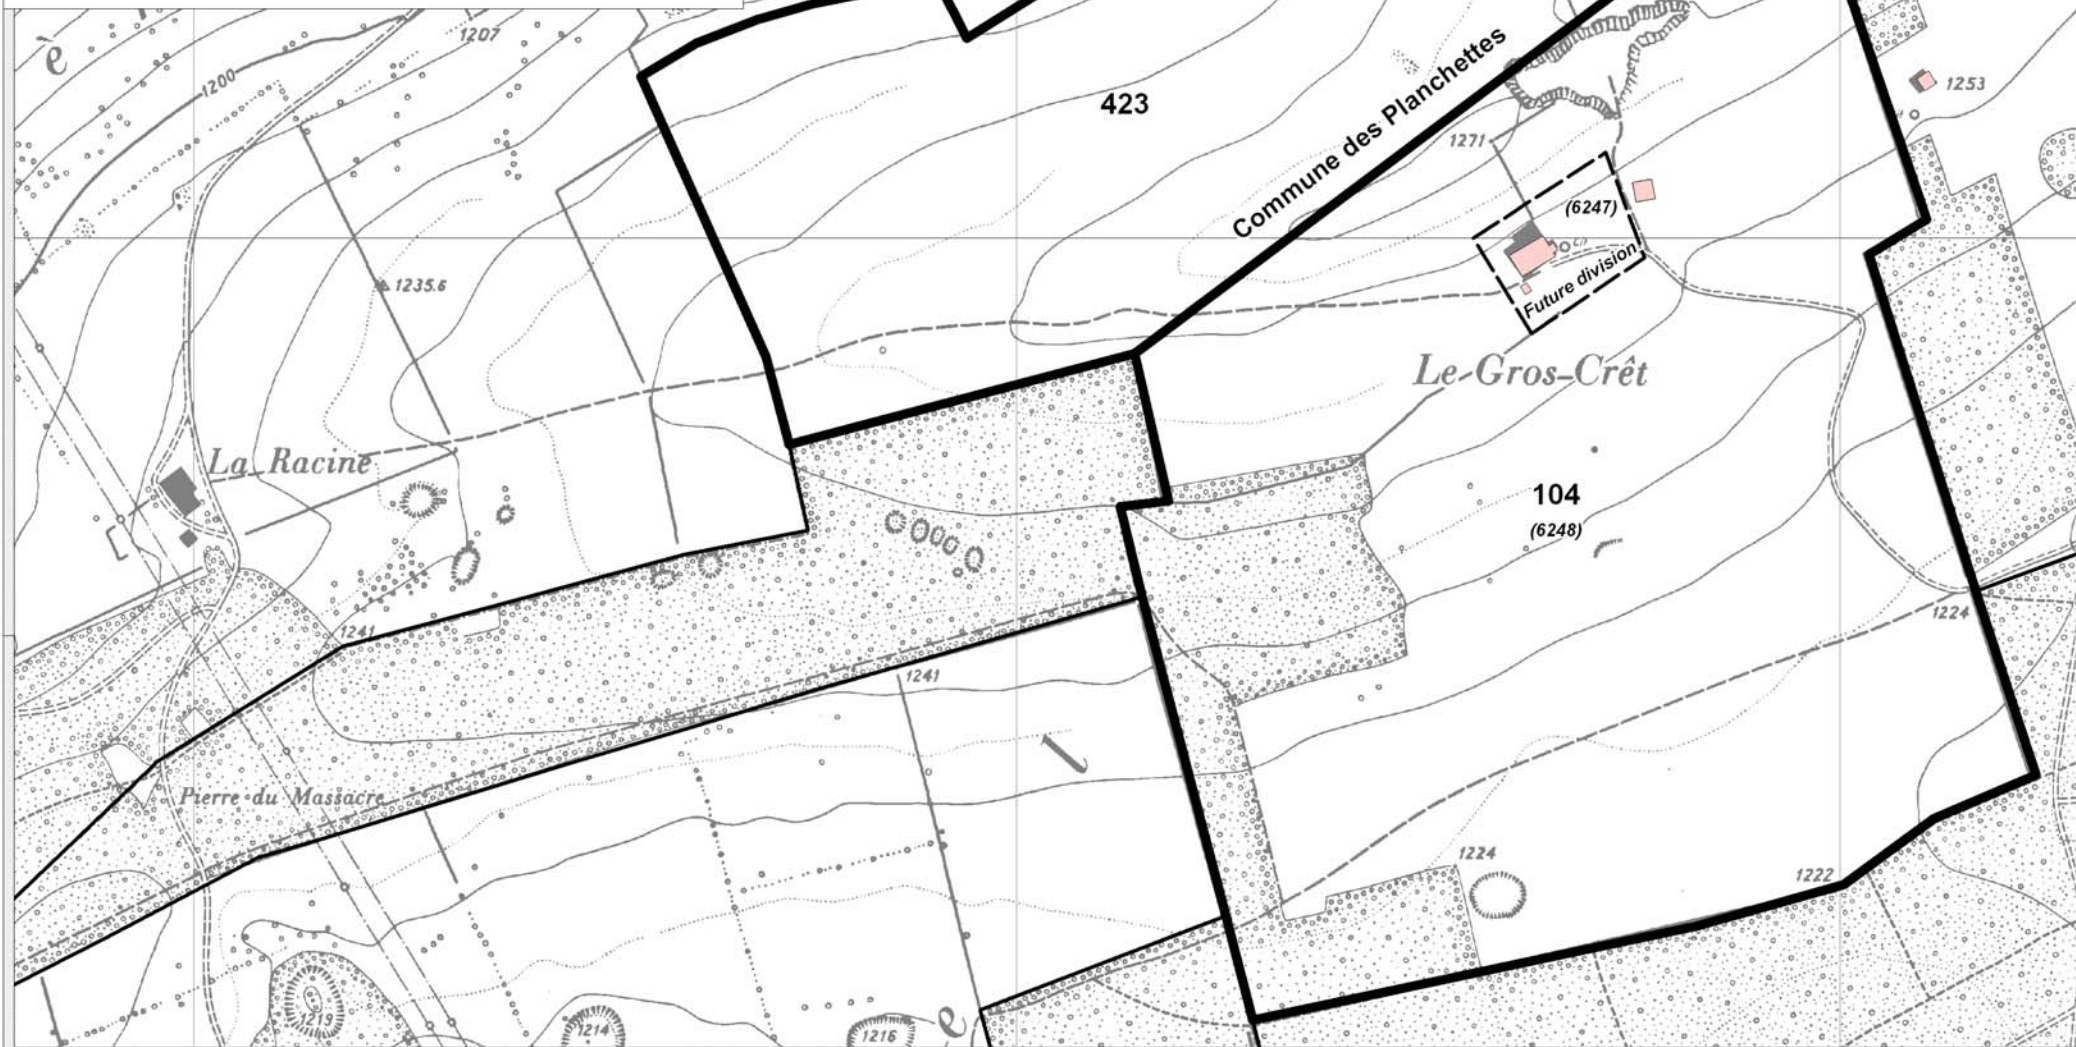 è
1207
1200
423
Commune des Planchettes
1253
1271
(6247)
Future division
1235.6
Le Gros-Crêt
La Racine
104
(6248)
1241
1224
1241
Pierre du Massacre
1224
1222
1219
1214
1216
e